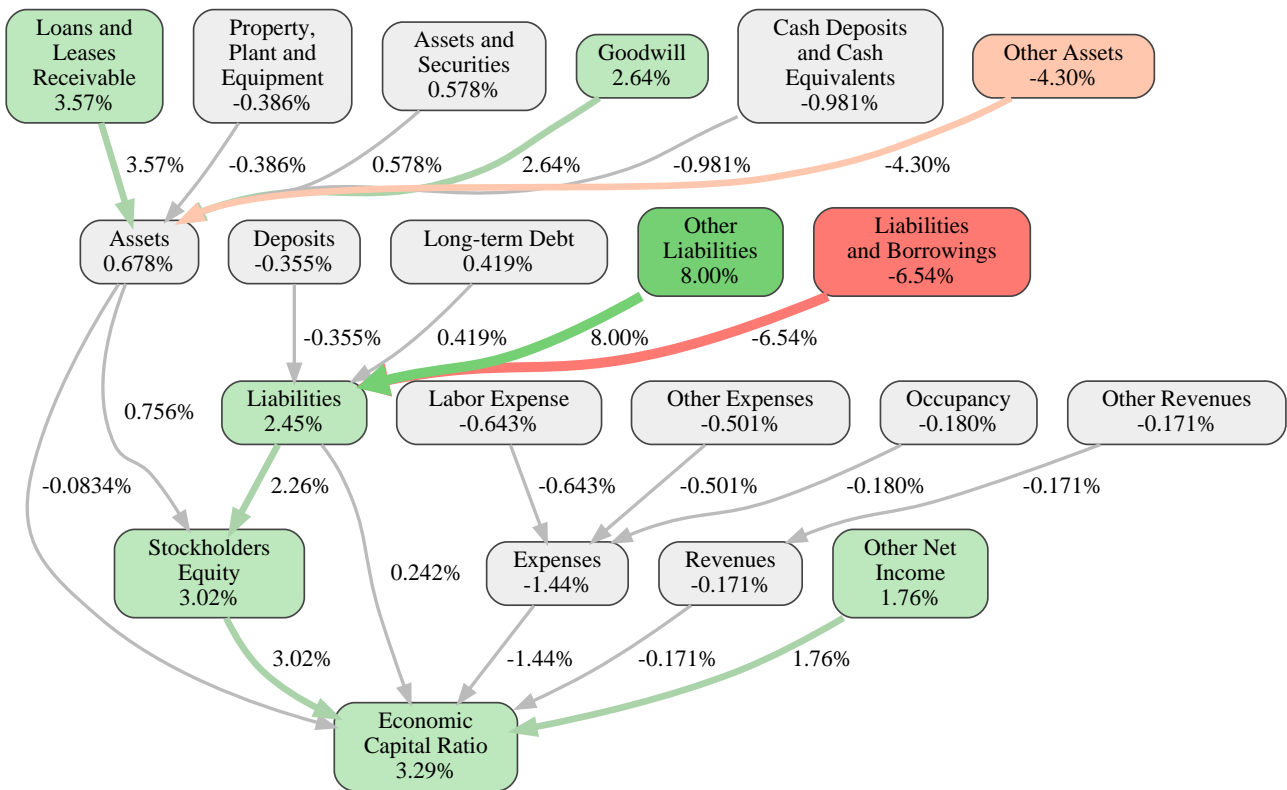 Loans and
Leases
Receivable
3.57%
Property,
Plant and
Equipment
-0.386%
Assets and
Securities
0.578%
Goodwill
2.64%
Cash Deposits
and Cash
Equivalents
-0.981%
Other Assets
-4.30%
3.57%
-0.386%
0.578%
2.64%
-0.981%
-4.30%
Assets
0.678%
Deposits
-0.355%
Long-term Debt
0.419%
Other
Liabilities
8.00%
Liabilities
and Borrowings
-6.54%
-0.355%
0.419%
8.00%
-6.54%
0.756%
Liabilities
2.45%
Labor Expense
-0.643%
Other Expenses
-0.501%
Occupancy
-0.180%
Other Revenues
-0.171%
-0.0834%
2.26%
-0.643%
-0.501%
-0.180%
-0.171%
Stockholders
Equity
3.02%
0.242%
Expenses
-1.44%
Revenues
-0.171%
Other Net
Income
1.76%
3.02%
-1.44%
-0.171%
1.76%
Economic
Capital Ratio
3.29%